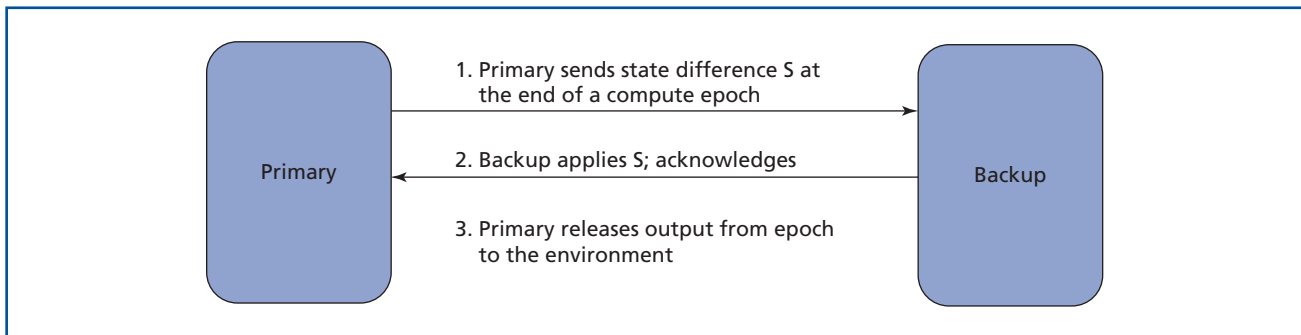 1. Primary sends state difference S at
the end of a compute epoch
Primary
2. Backup applies S; acknowledges
Backup
3. Primary releases output from epoch
to the environment